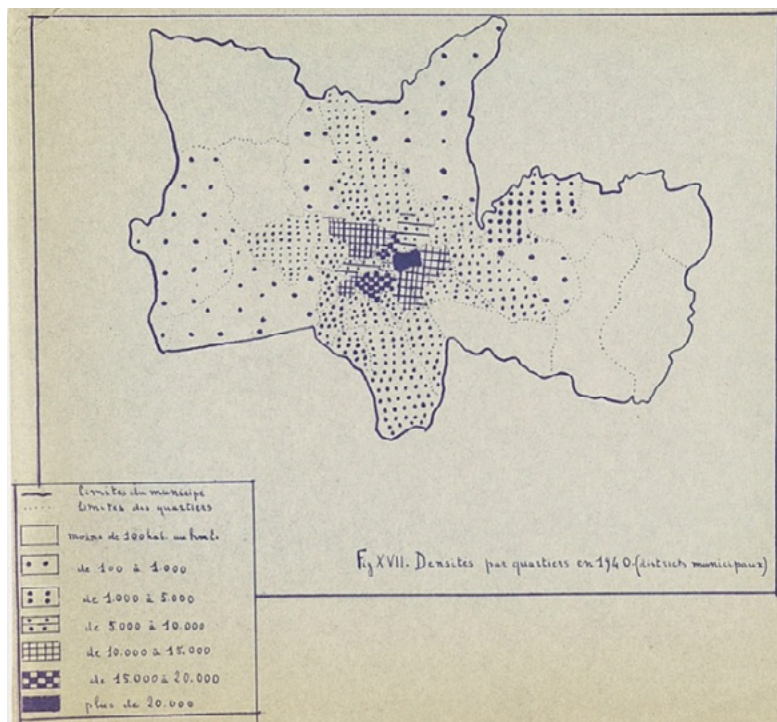 Fig XVII. Densites par quartiers en 1940.(districts municipaux)
limites du municipe
limites des quartiers
moins de 100 hab. au km²
de 100 à 1.000
de 1.000 à 5.000
de 5.000 à 10.000
de 10.000 à 15.000
de 15.000 à 20.000
plus de 20.000